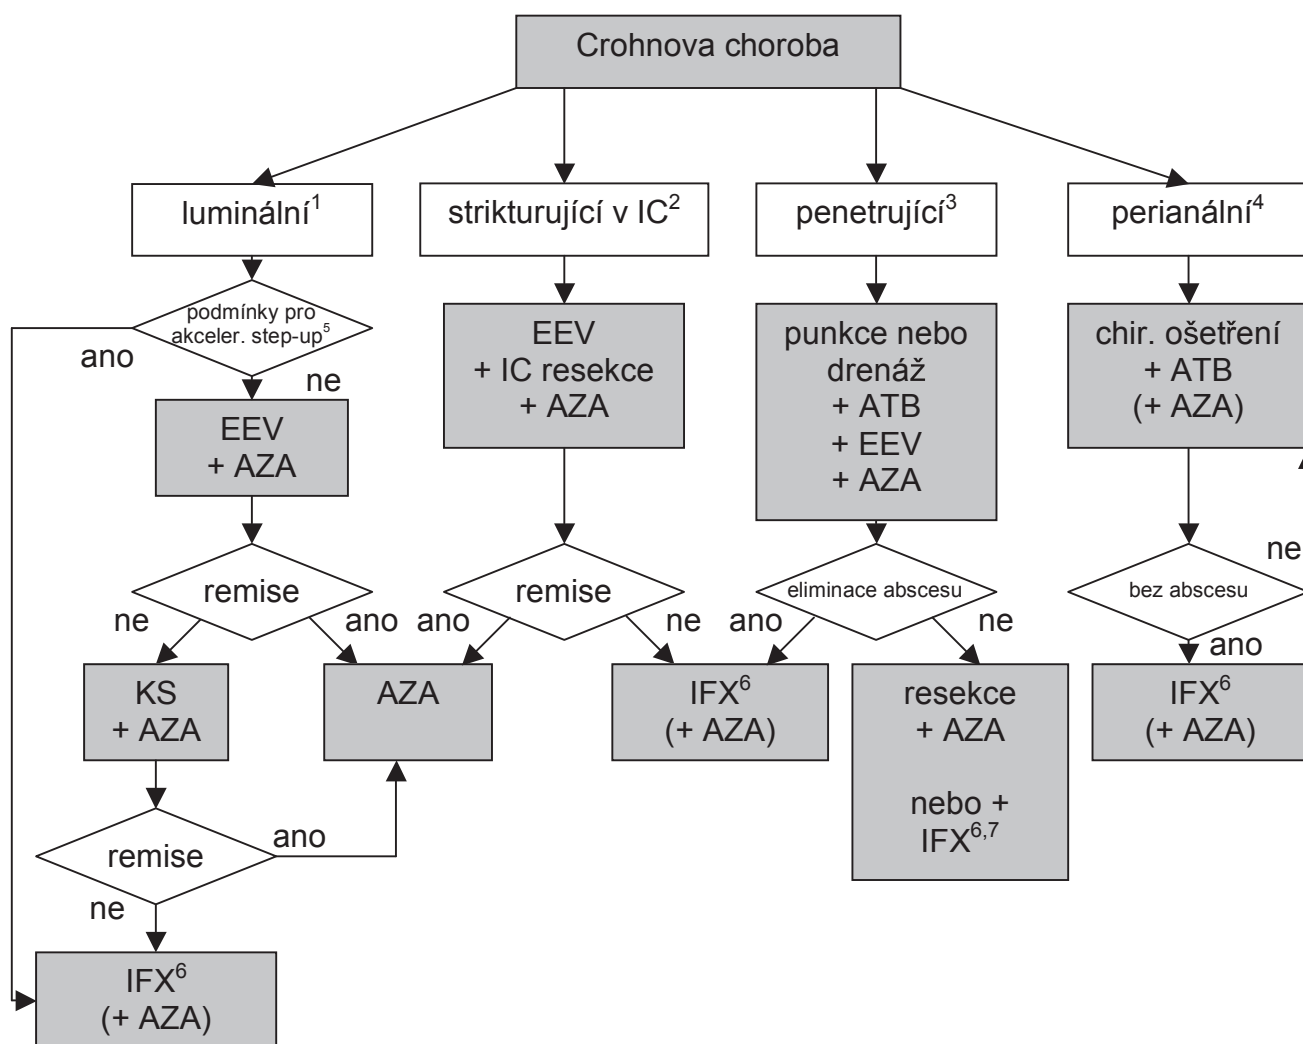 Crohnova choroba
luminální¹
strikturující v IC²
penetrující³
perianální⁴
podmínky pro
akceler. step-up⁵
ano
ne
EEV
+ AZA
EEV
+ IC resekce
+ AZA
punkce nebo
drenáž
+ ATB
+ EEV
+ AZA
chir. ošetření
+ ATB
(+ AZA)
remise
ne
ano
remise
ano
ne
eliminace abscesu
ano
ne
bez abscesu
ne
ano
KS
+ AZA
AZA
IFX⁶
(+ AZA)
resekce
+ AZA
nebo +
IFX⁶,⁷
IFX⁶
(+ AZA)
remise
ano
ne
IFX⁶
(+ AZA)